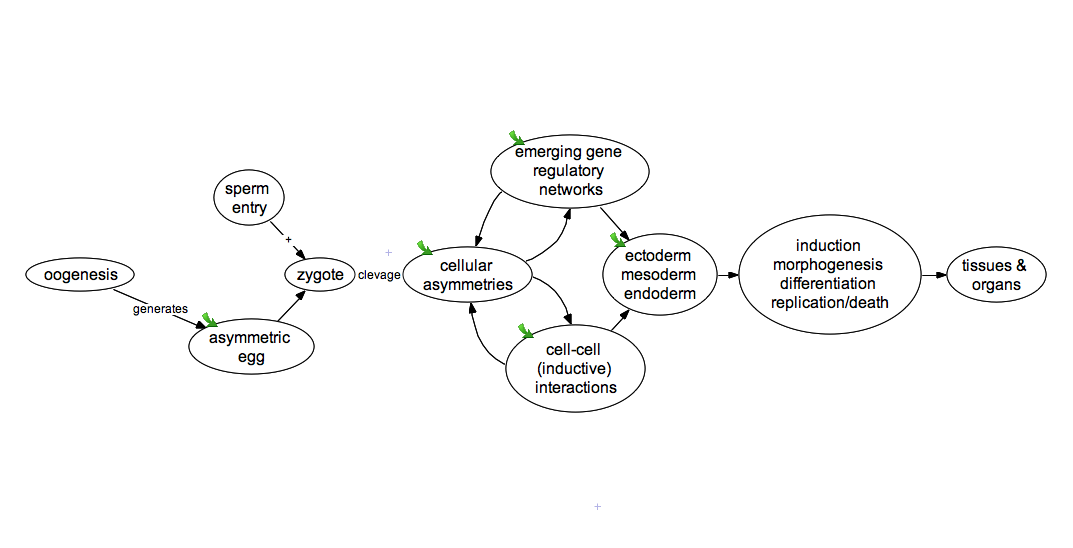 oogenesis
generates
asymmetric
egg
sperm
entry
+
zygote
clevage
cellular
asymmetries
emerging gene
regulatory
networks
cell-cell
(inductive)
interactions
ectoderm
mesoderm
endoderm
induction
morphogenesis
differentiation
replication/death
tissues &
organs